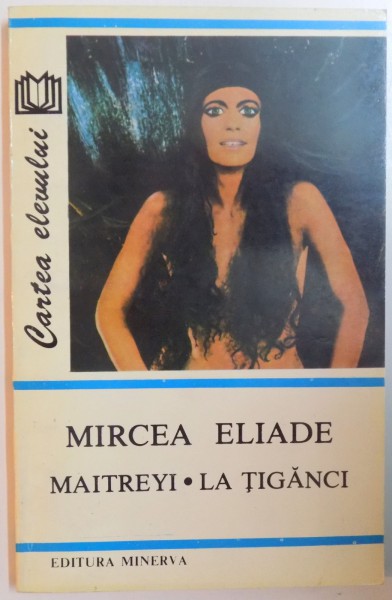 Cartea elevului
MIRCEA ELIADE
MAITREYI • LA ŢIGĂNCI
EDITURA MINERVA